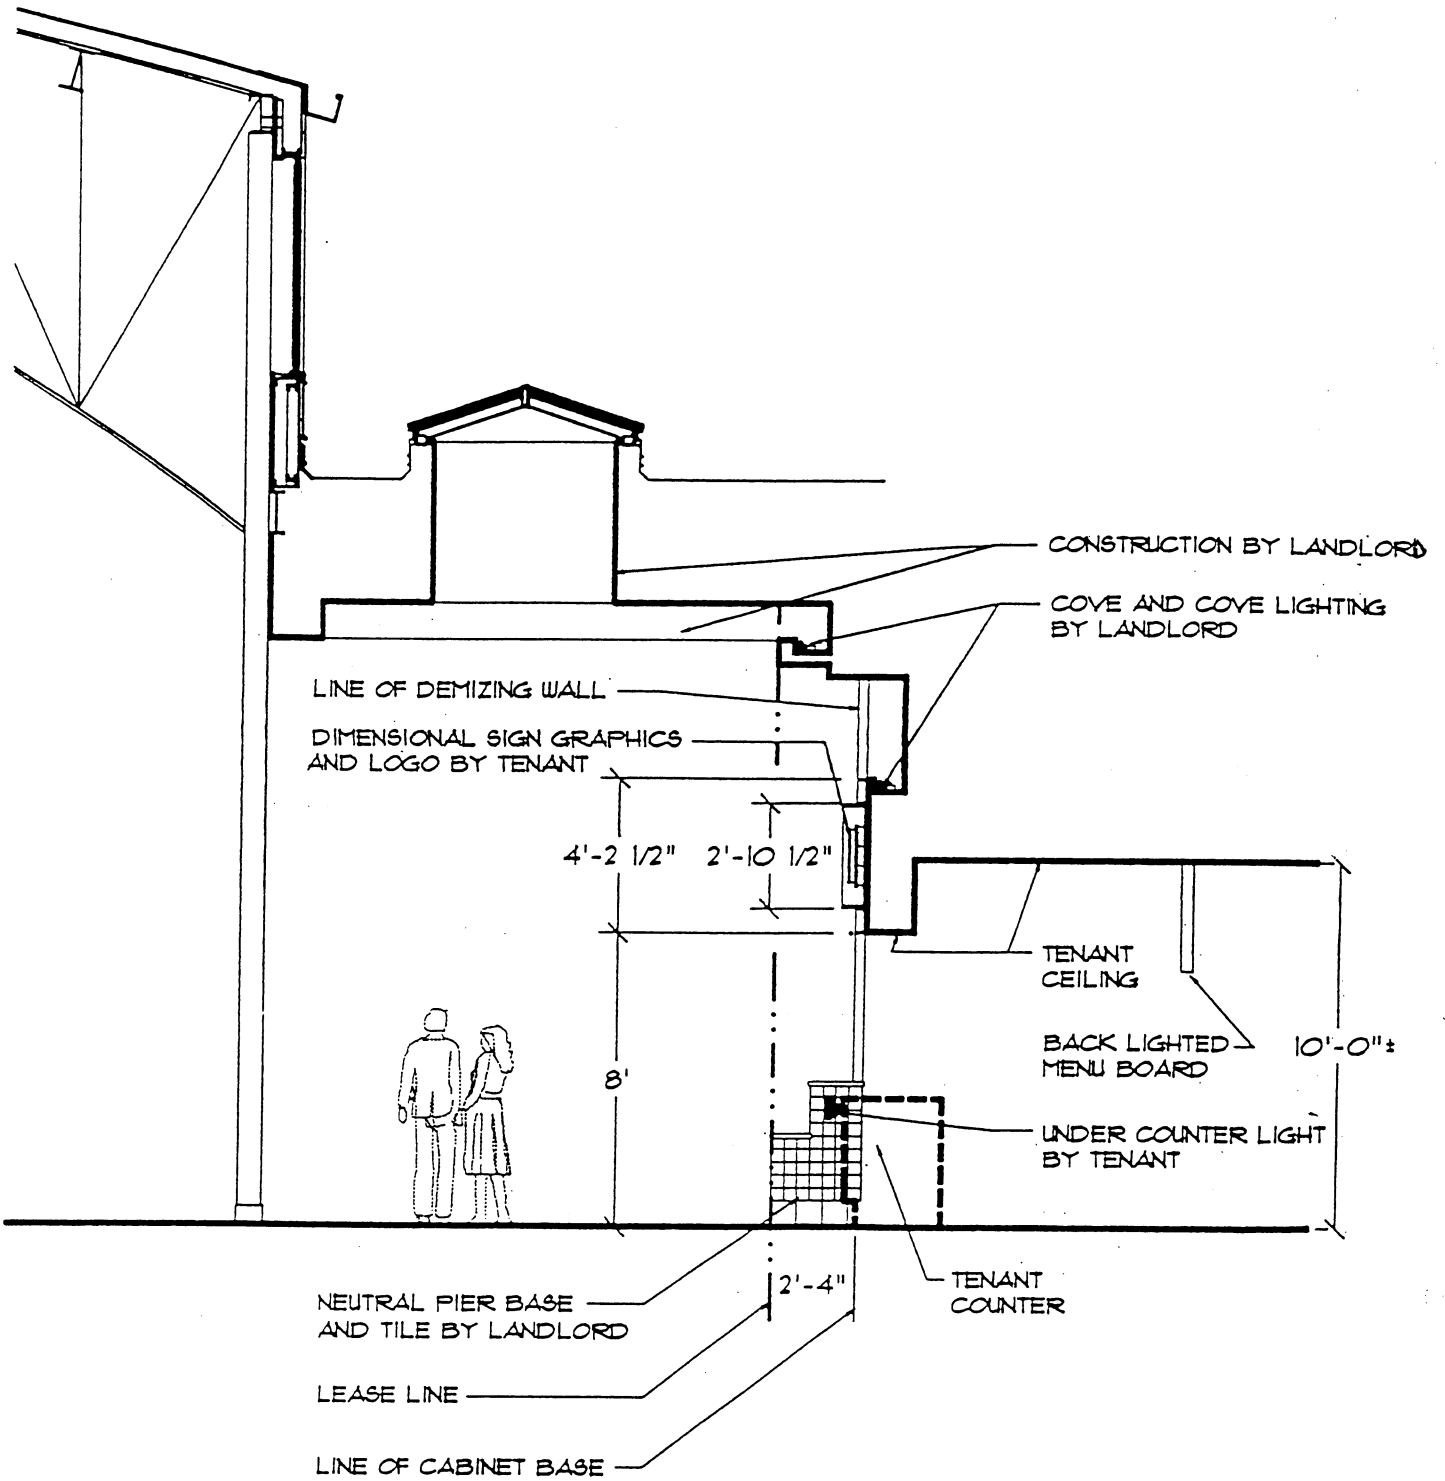 CONSTRUCTION BY LANDLORD
COVE AND COVE LIGHTING
BY LANDLORD
LINE OF DEMIZING WALL
DIMENSIONAL SIGN GRAPHICS
AND LOGO BY TENANT
4'-2 1/2"
2'-10 1/2"
TENANT
CEILING
BACK LIGHTED
MENU BOARD
10'-0"±
8'
UNDER COUNTER LIGHT
BY TENANT
2'-4"
TENANT
COUNTER
NEUTRAL PIER BASE
AND TILE BY LANDLORD
LEASE LINE
LINE OF CABINET BASE